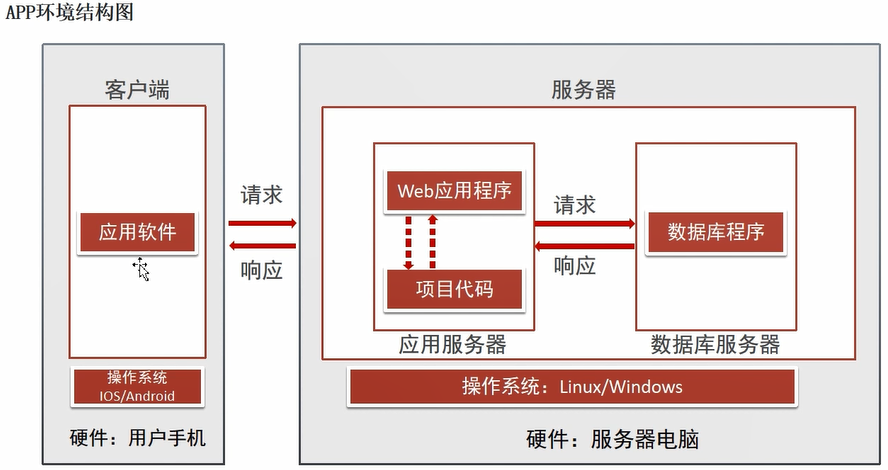 APP环境结构图
客户端
应用软件
操作系统
IOS/Android
硬件：用户手机
请求
响应
服务器
Web应用程序
项目代码
应用服务器
请求
响应
数据库程序
数据库服务器
操作系统：Linux/Windows
硬件：服务器电脑